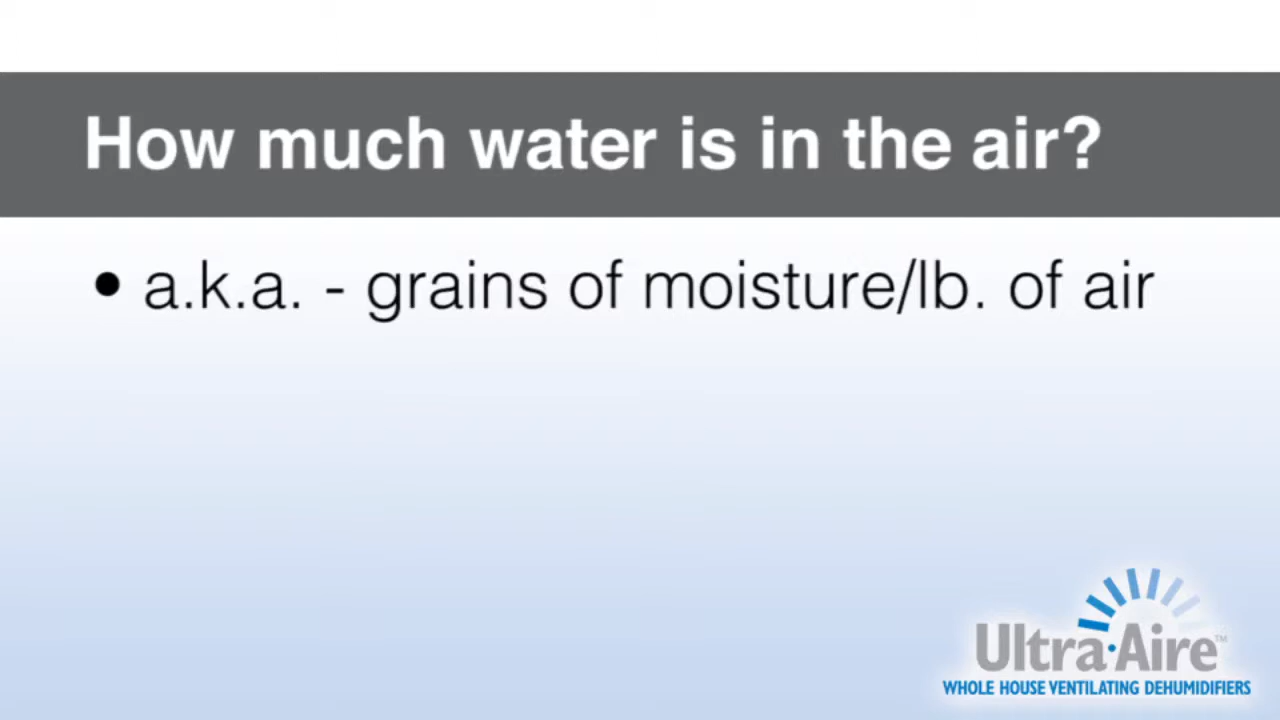 How much water is in the air?
• a.k.a. - grains of moisture/lb. of air
Ultra·Aire™
WHOLE HOUSE VENTILATING DEHUMIDIFIERS